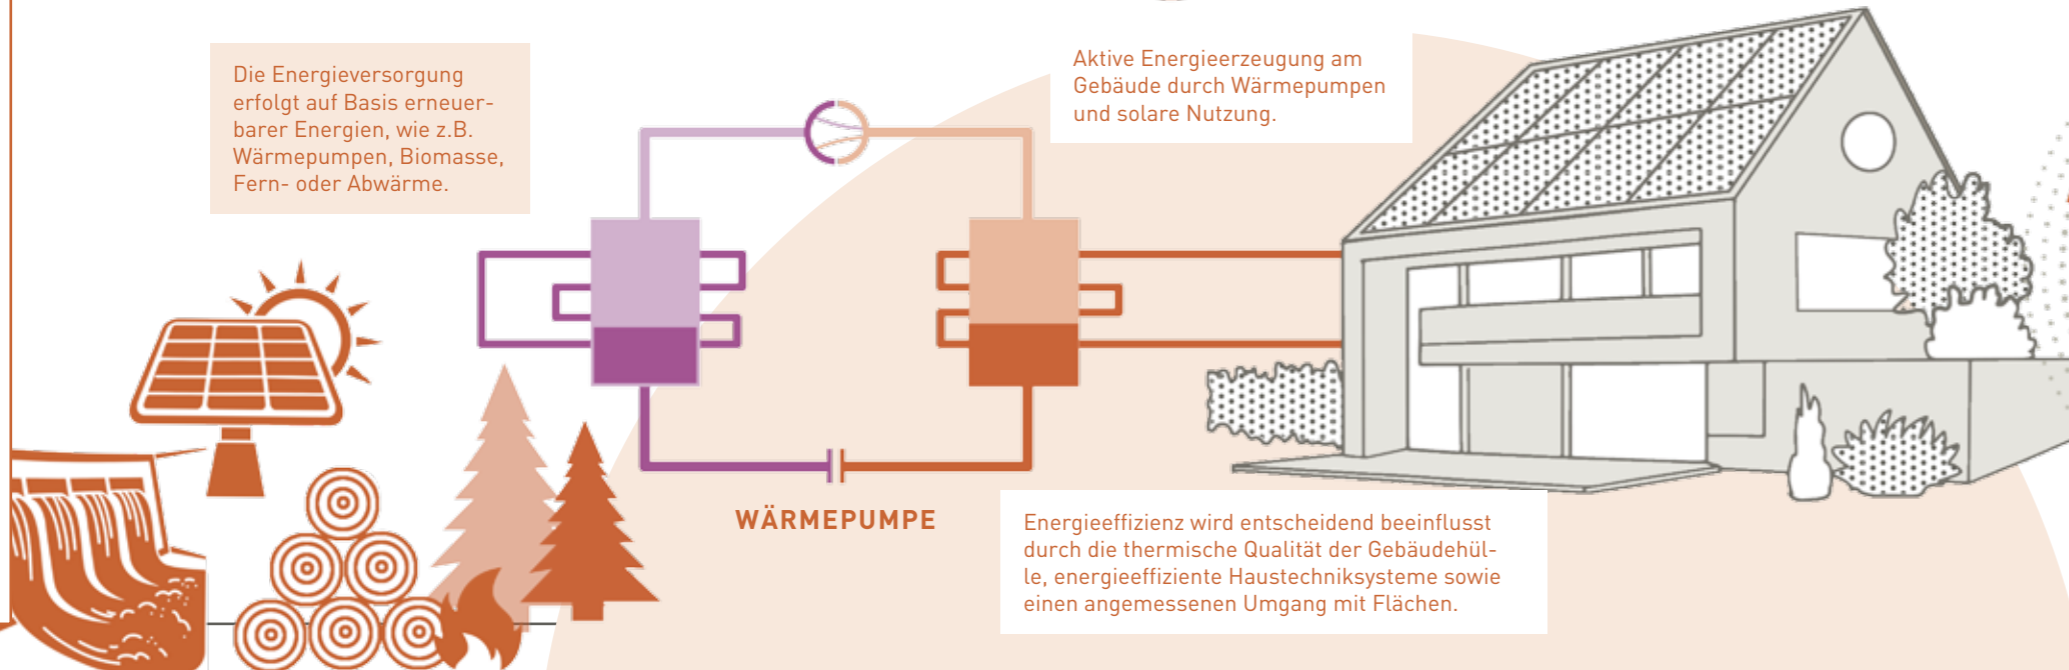 Die Energieversorgung
erfolgt auf Basis erneuer-
barer Energien, wie z.B.
Wärmepumpen, Biomasse,
Fern- oder Abwärme.
Aktive Energieerzeugung am
Gebäude durch Wärmepumpen
und solare Nutzung.
WÄRMEPUMPE
Energieeffizienz wird entscheidend beeinflusst
durch die thermische Qualität der Gebäudehül-
le, energieeffiziente Haustechniksysteme sowie
einen angemessenen Umgang mit Flächen.